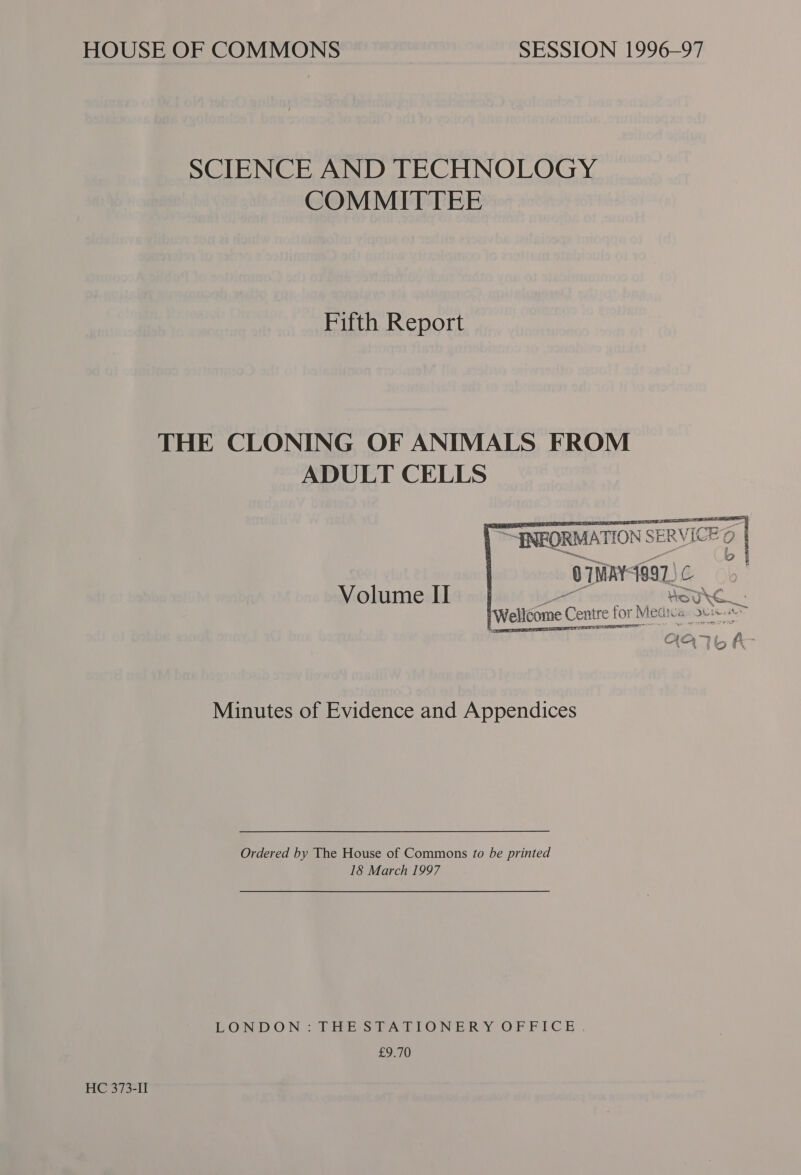 HOUSE OF COMMONS SESSION 1996–97
SCIENCE AND TECHNOLOGY
COMMITTEE
Fifth Report
THE CLONING OF ANIMALS FROM
ADULT CELLS
INFORMATION SERVICE
07 MAY 1997
Volume II
Wellcome Centre for Medical
Minutes of Evidence and Appendices
Ordered by The House of Commons to be printed
18 March 1997
LONDON : THE STATIONERY OFFICE
£9.70
HC 373-II